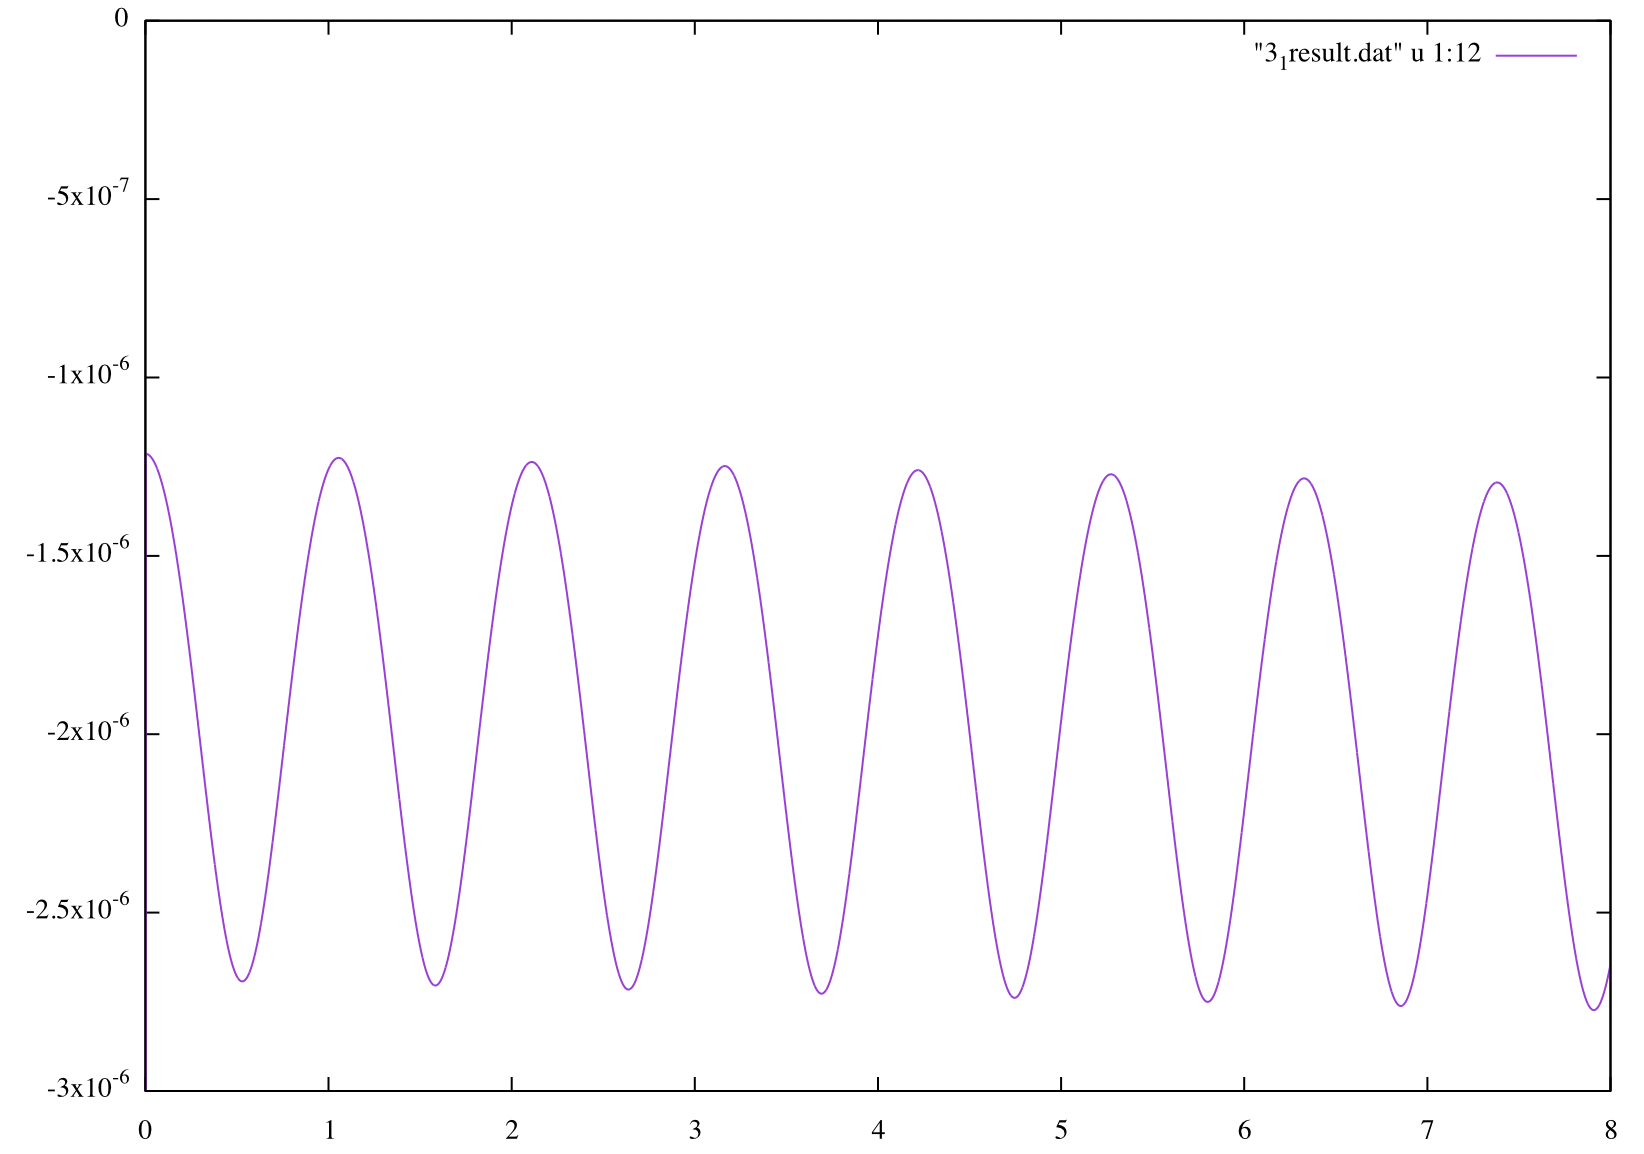 0
"3₁result.dat" u 1:12
-5x10⁻⁷
-1x10⁻⁶
-1.5x10⁻⁶
-2x10⁻⁶
-2.5x10⁻⁶
-3x10⁻⁶
0 1 2 3 4 5 6 7 8